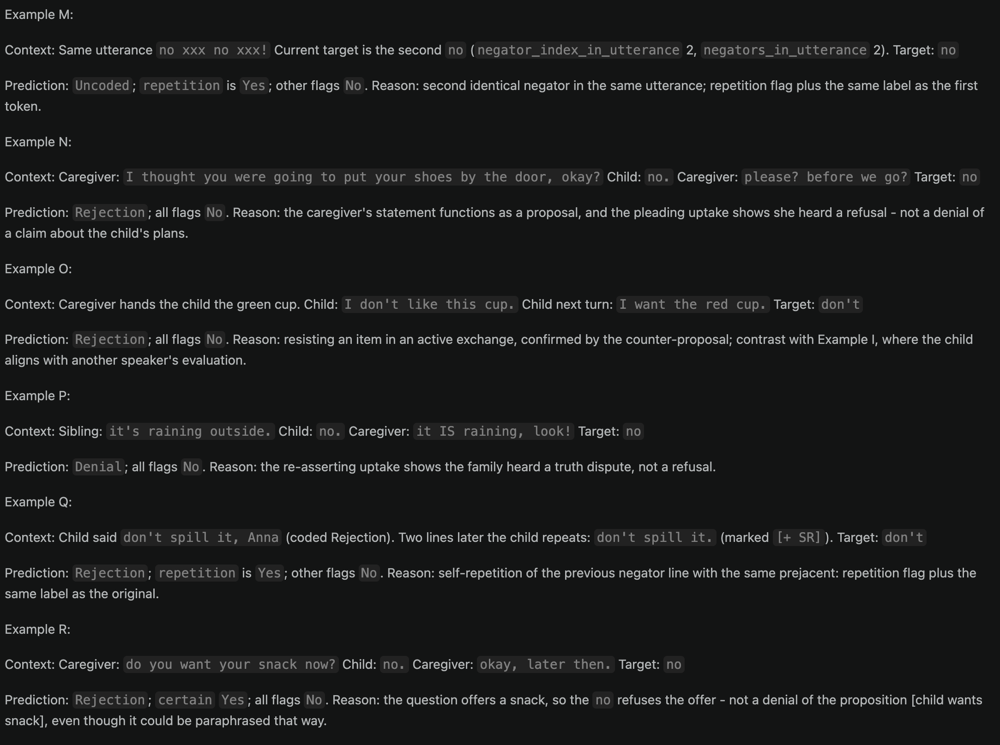 Example M:
Context: Same utterance no xxx no xxx! Current target is the second no (negator_index_in_utterance 2, negators_in_utterance 2). Target: no
Prediction: Uncoded; repetition is Yes; other flags No. Reason: second identical negator in the same utterance; repetition flag plus the same label as the first
token.
Example N:
Context: Caregiver: I thought you were going to put your shoes by the door, okay? Child: no. Caregiver: please? before we go? Target: no
Prediction: Rejection; all flags No. Reason: the caregiver's statement functions as a proposal, and the pleading uptake shows she heard a refusal - not a denial of
a claim about the child's plans.
Example O:
Context: Caregiver hands the child the green cup. Child: I don't like this cup. Child next turn: I want the red cup. Target: don't
Prediction: Rejection; all flags No. Reason: resisting an item in an active exchange, confirmed by the counter-proposal; contrast with Example I, where the child
aligns with another speaker's evaluation.
Example P:
Context: Sibling: it's raining outside. Child: no. Caregiver: it IS raining, look! Target: no
Prediction: Denial; all flags No. Reason: the re-asserting uptake shows the family heard a truth dispute, not a refusal.
Example Q:
Context: Child said don't spill it, Anna (coded Rejection). Two lines later the child repeats: don't spill it. (marked [+ SR]). Target: don't
Prediction: Rejection; repetition is Yes; other flags No. Reason: self-repetition of the previous negator line with the same prejacent: repetition flag plus the
same label as the original.
Example R:
Context: Caregiver: do you want your snack now? Child: no. Caregiver: okay, later then. Target: no
Prediction: Rejection; certain Yes; all flags No. Reason: the question offers a snack, so the no refuses the offer - not a denial of the proposition [child wants
snack], even though it could be paraphrased that way.